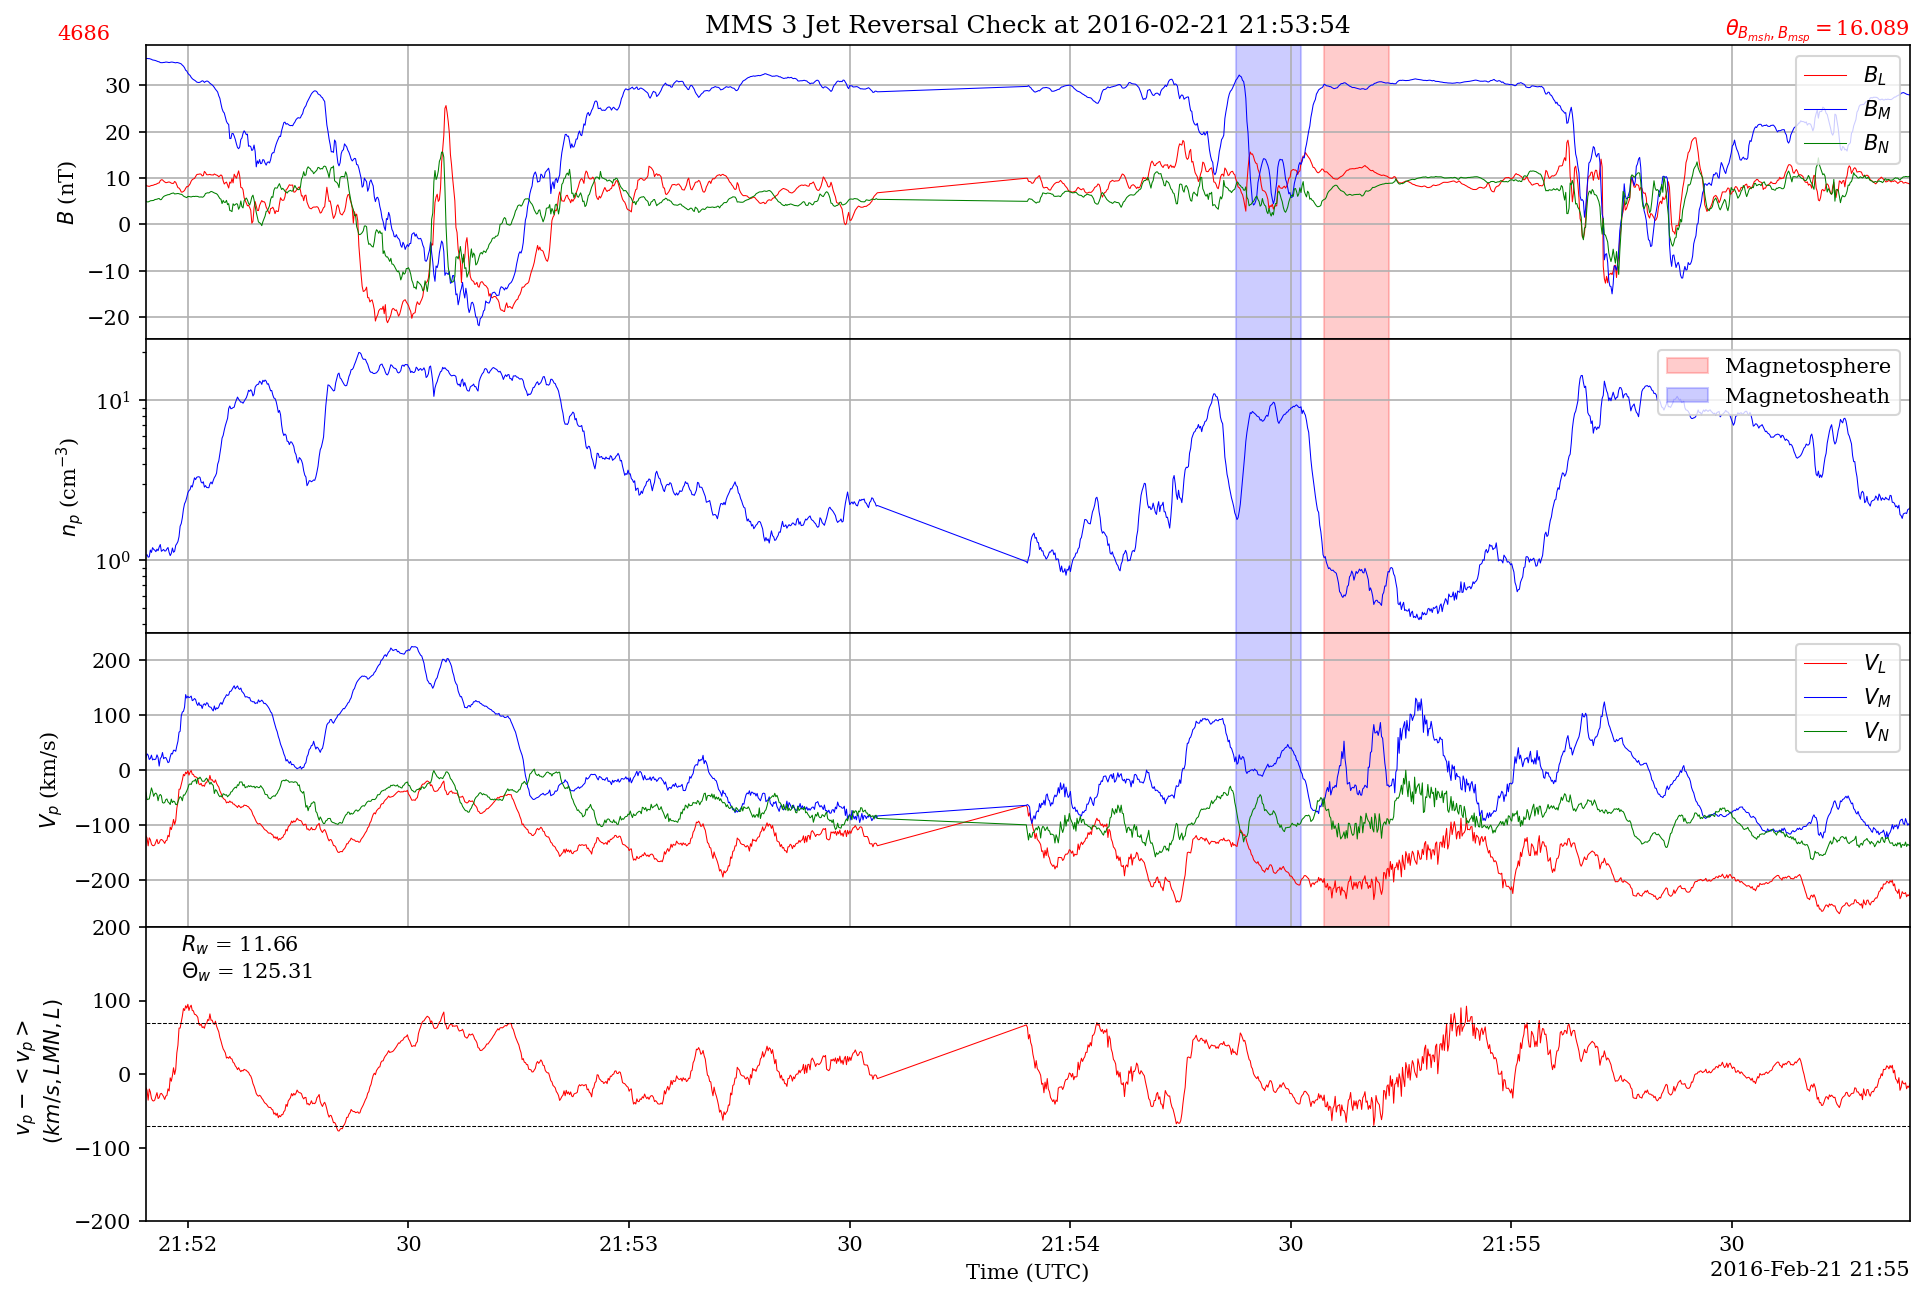 4686
MMS 3 Jet Reversal Check at 2016-02-21 21:53:54
θ_{B_{msh}, B_{msp}} = 16.089
B (nT)
30
20
10
0
−10
−20
B_L
B_M
B_N
n_p (cm^{−3})
10^1
10^0
Magnetosphere
Magnetosheath
V_p (km/s)
200
100
0
−100
−200
V_L
V_M
V_N
v_p − < v_p >
(km/s, LMN, L)
200
100
0
−100
−200
R_w = 11.66
Θ_w = 125.31
21:52
30
21:53
30
21:54
30
21:55
30
Time (UTC)
2016-Feb-21 21:55